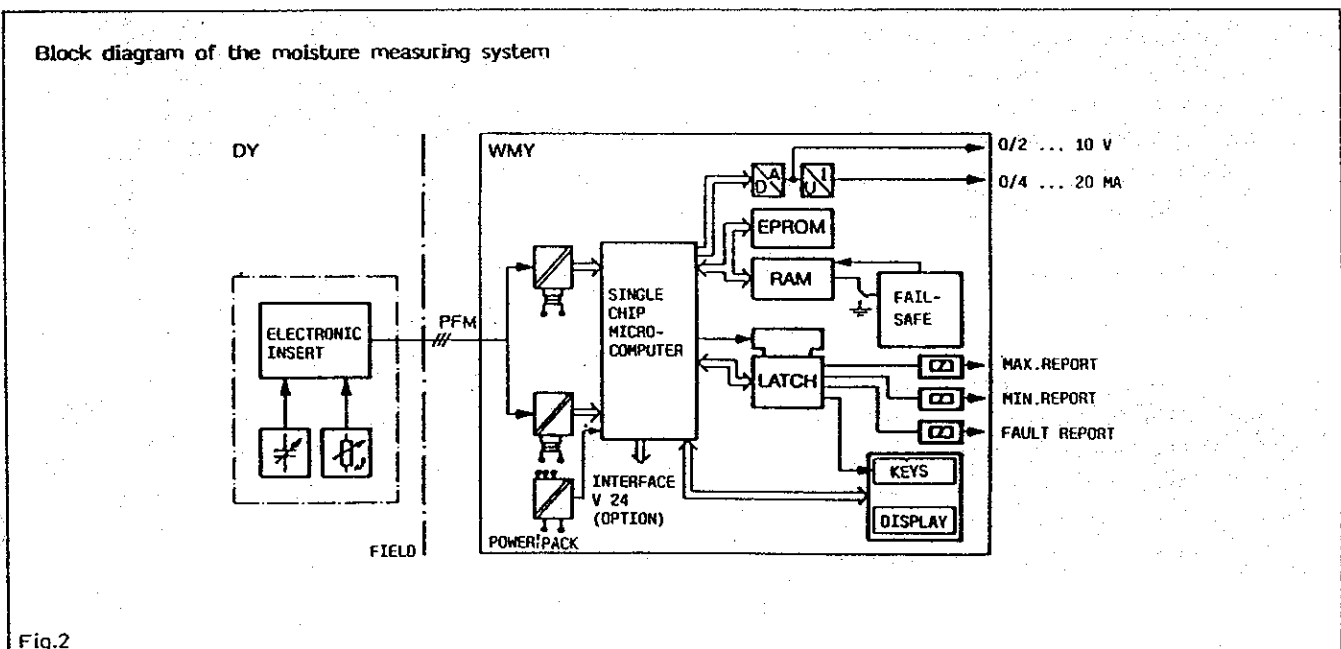 Block diagram of the moisture measuring system
DY
WMY
0/2 ... 10 V
A
D
I
U
0/4 ... 20 MA
EPROM
RAM
FAIL-
SAFE
SINGLE
CHIP
MICRO-
COMPUTER
ELECTRONIC
INSERT
PFM
LATCH
MAX.REPORT
MIN.REPORT
FAULT REPORT
KEYS
DISPLAY
INTERFACE
V 24
(OPTION)
POWER PACK
FIELD
Fig.2